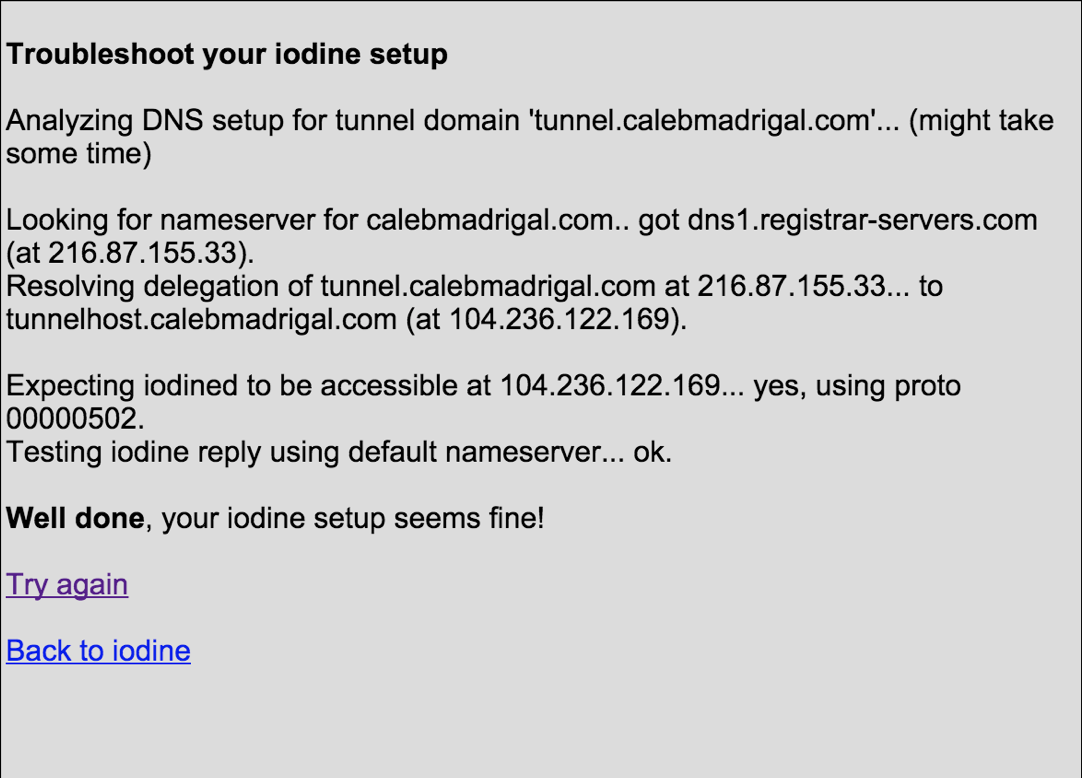 Troubleshoot your iodine setup
Analyzing DNS setup for tunnel domain 'tunnel.calebmadrigal.com'... (might take
some time)
Looking for nameserver for calebmadrigal.com.. got dns1.registrar-servers.com
(at 216.87.155.33).
Resolving delegation of tunnel.calebmadrigal.com at 216.87.155.33... to
tunnelhost.calebmadrigal.com (at 104.236.122.169).
Expecting iodined to be accessible at 104.236.122.169... yes, using proto
00000502.
Testing iodine reply using default nameserver... ok.
Well done, your iodine setup seems fine!
Try again
Back to iodine